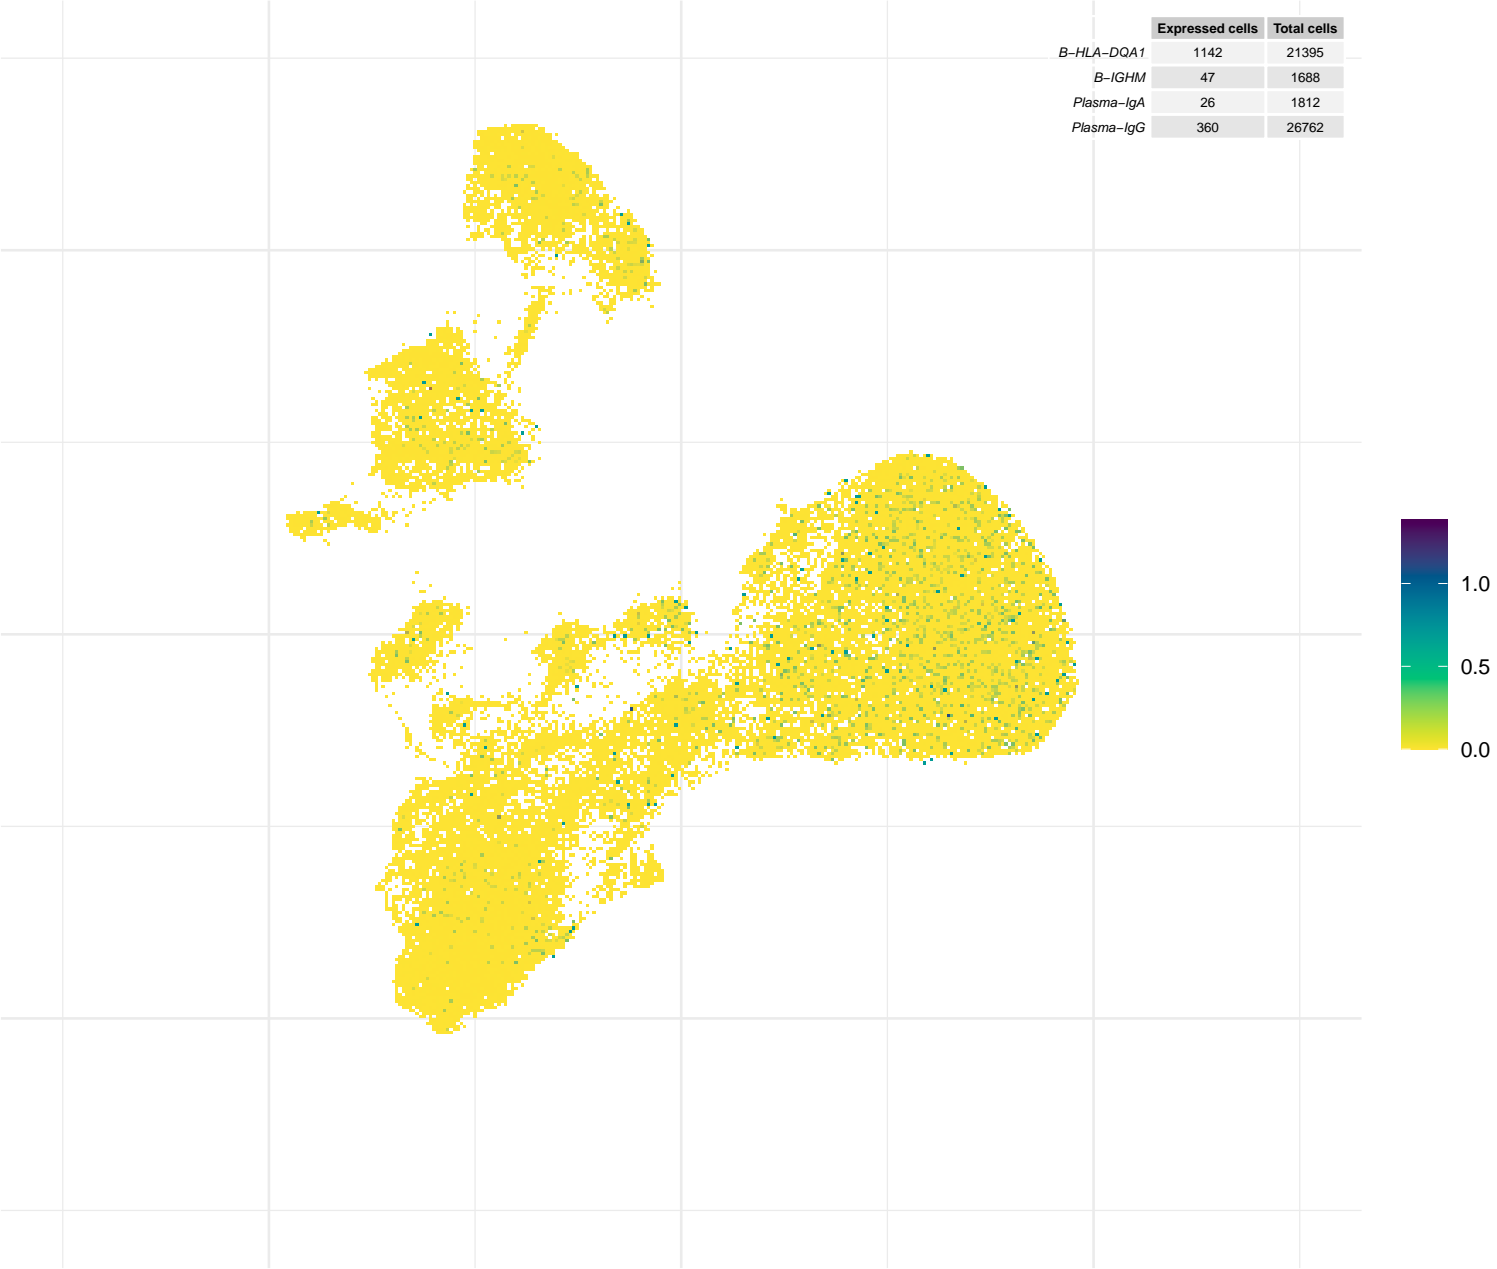 Expressed cells Total cells
B−HLA−DQA1 1142 21395
B−IGHM 47 1688
Plasma−IgA 26 1812
Plasma−IgG 360 26762
1.0
0.5
0.0